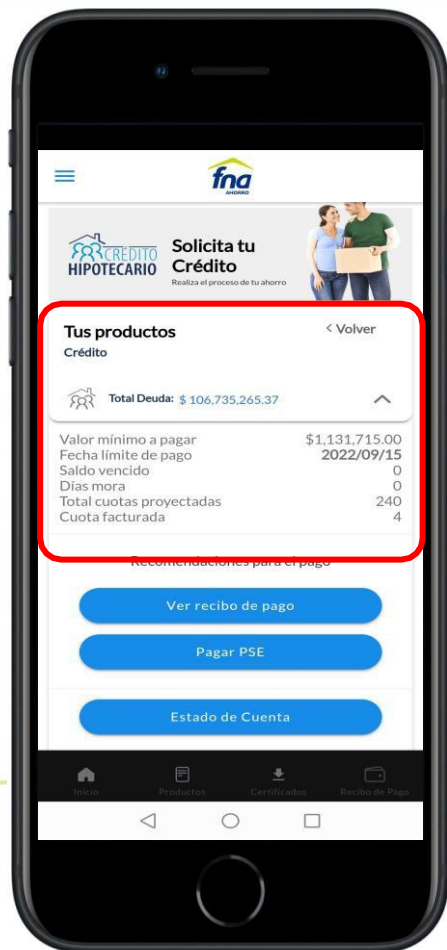 fna
AHORRO
CRÉDITO
HIPOTECARIO
Solicita tu
Crédito
Realiza el proceso de tu ahorro
Tus productos
< Volver
Crédito
Total Deuda: $ 106,735,265.37
Valor mínimo a pagar $1,131,715.00
Fecha límite de pago 2022/09/15
Saldo vencido 0
Días mora 0
Total cuotas proyectadas 240
Cuota facturada 4
Recomendaciones para el pago
Ver recibo de pago
Pagar PSE
Estado de Cuenta
Inicio Productos Certificados Recibo de Pago